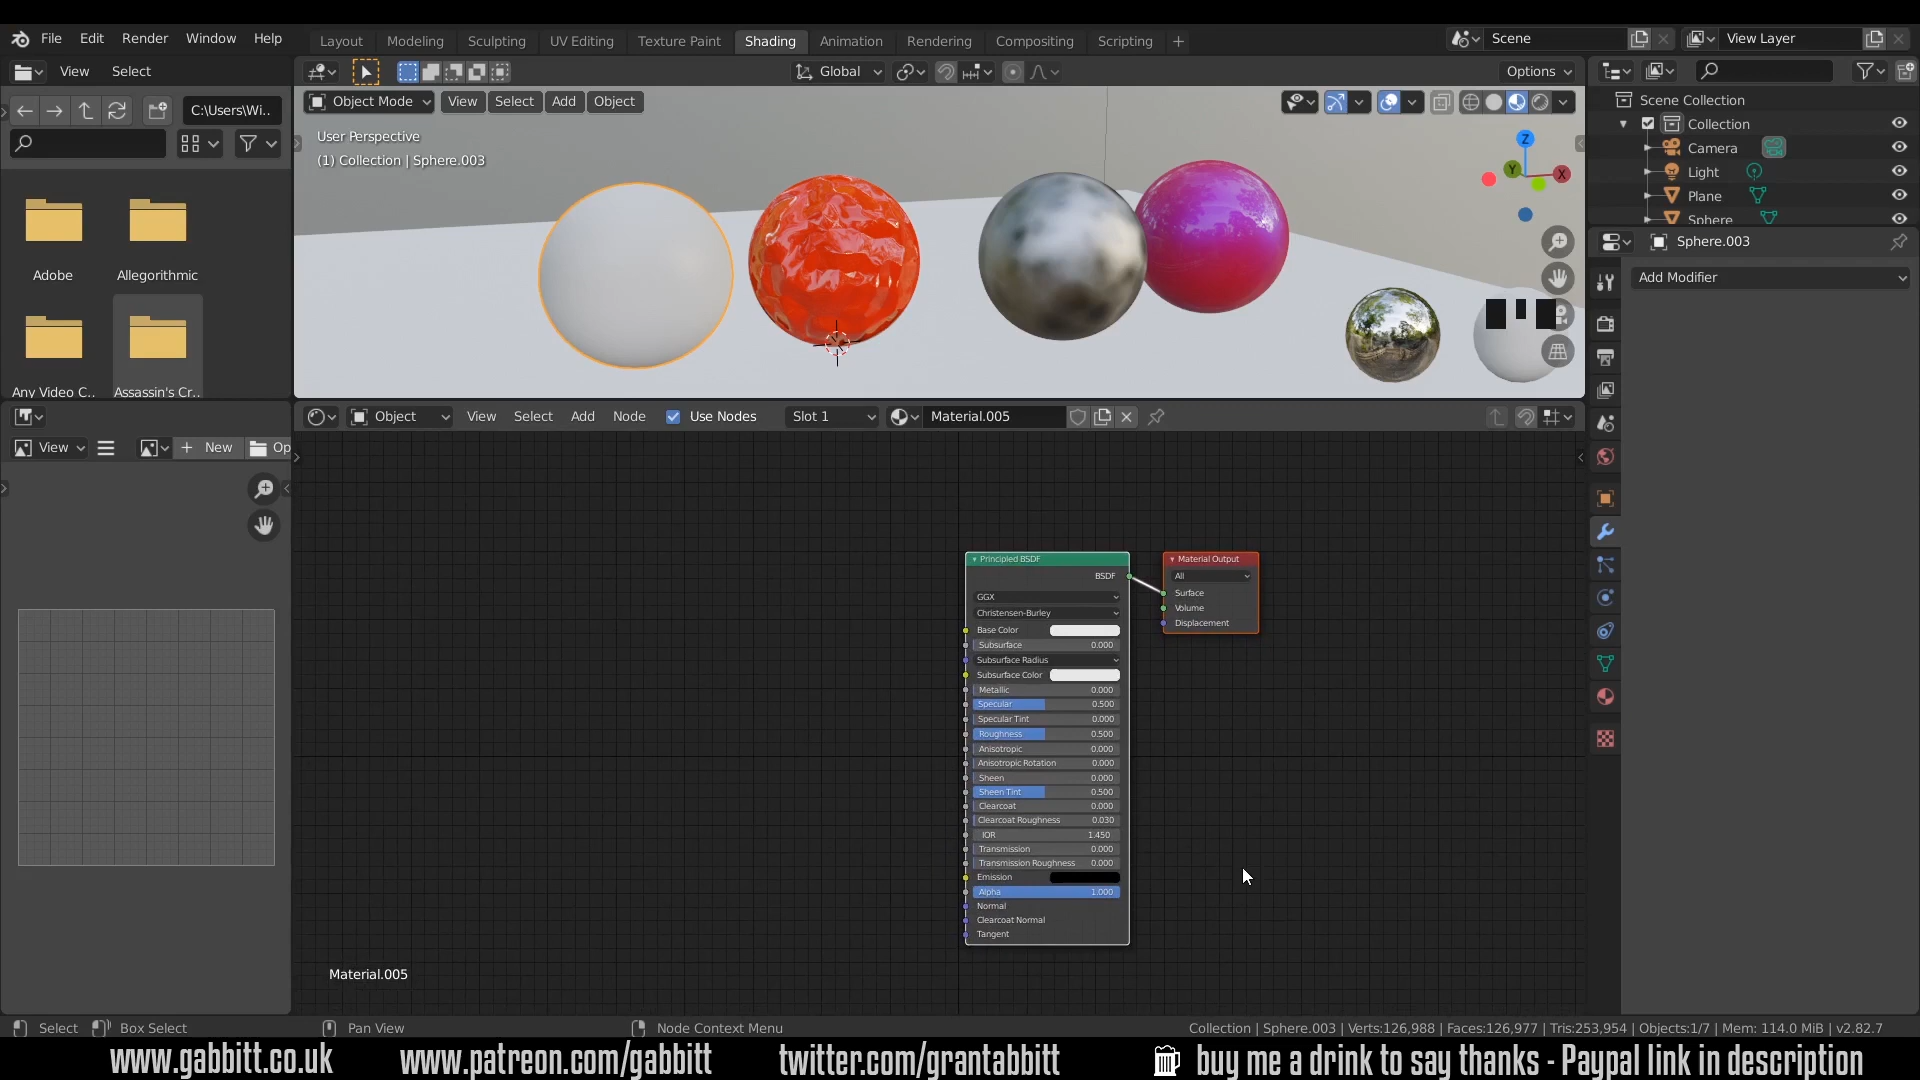 File Edit Render Window Help Layout Modeling Sculpting UV Editing Texture Paint Shading Animation Rendering Compositing Scripting + Scene View Layer
View Select Global Options
C:\Users\Wi.. Object Mode View Select Add Object Scene Collection
User Perspective Collection
(1) Collection | Sphere.003 Camera
Light
Plane
Sphere
Z
Y
X
Sphere.003
Add Modifier
Adobe Allegorithmic
Any Video C.. Assassin's Cr..
Object View Select Add Node Use Nodes Slot 1 Material.005
View New Op
Principled BSDF Material Output
BSDF All
GGX Surface
Christensen-Burley Volume
Displacement
Base Color
Subsurface 0.000
Subsurface Radius
Subsurface Color
Metallic 0.000
Specular 0.500
Specular Tint 0.000
Roughness 0.500
Anisotropic 0.000
Anisotropic Rotation 0.000
Sheen 0.000
Sheen Tint 0.500
Clearcoat 0.000
Clearcoat Roughness 0.030
IOR 1.450
Transmission 0.000
Transmission Roughness 0.000
Emission
Alpha 1.000
Normal
Clearcoat Normal
Tangent
Material.005
Select Box Select Pan View Node Context Menu Collection | Sphere.003 | Verts:126,988 | Faces:126,977 | Tris:253,954 | Objects:1/7 | Mem: 114.0 MiB | v2.82.7
www.gabbitt.co.uk www.patreon.com/gabbitt twitter.com/grantabbitt buy me a drink to say thanks - Paypal link in description